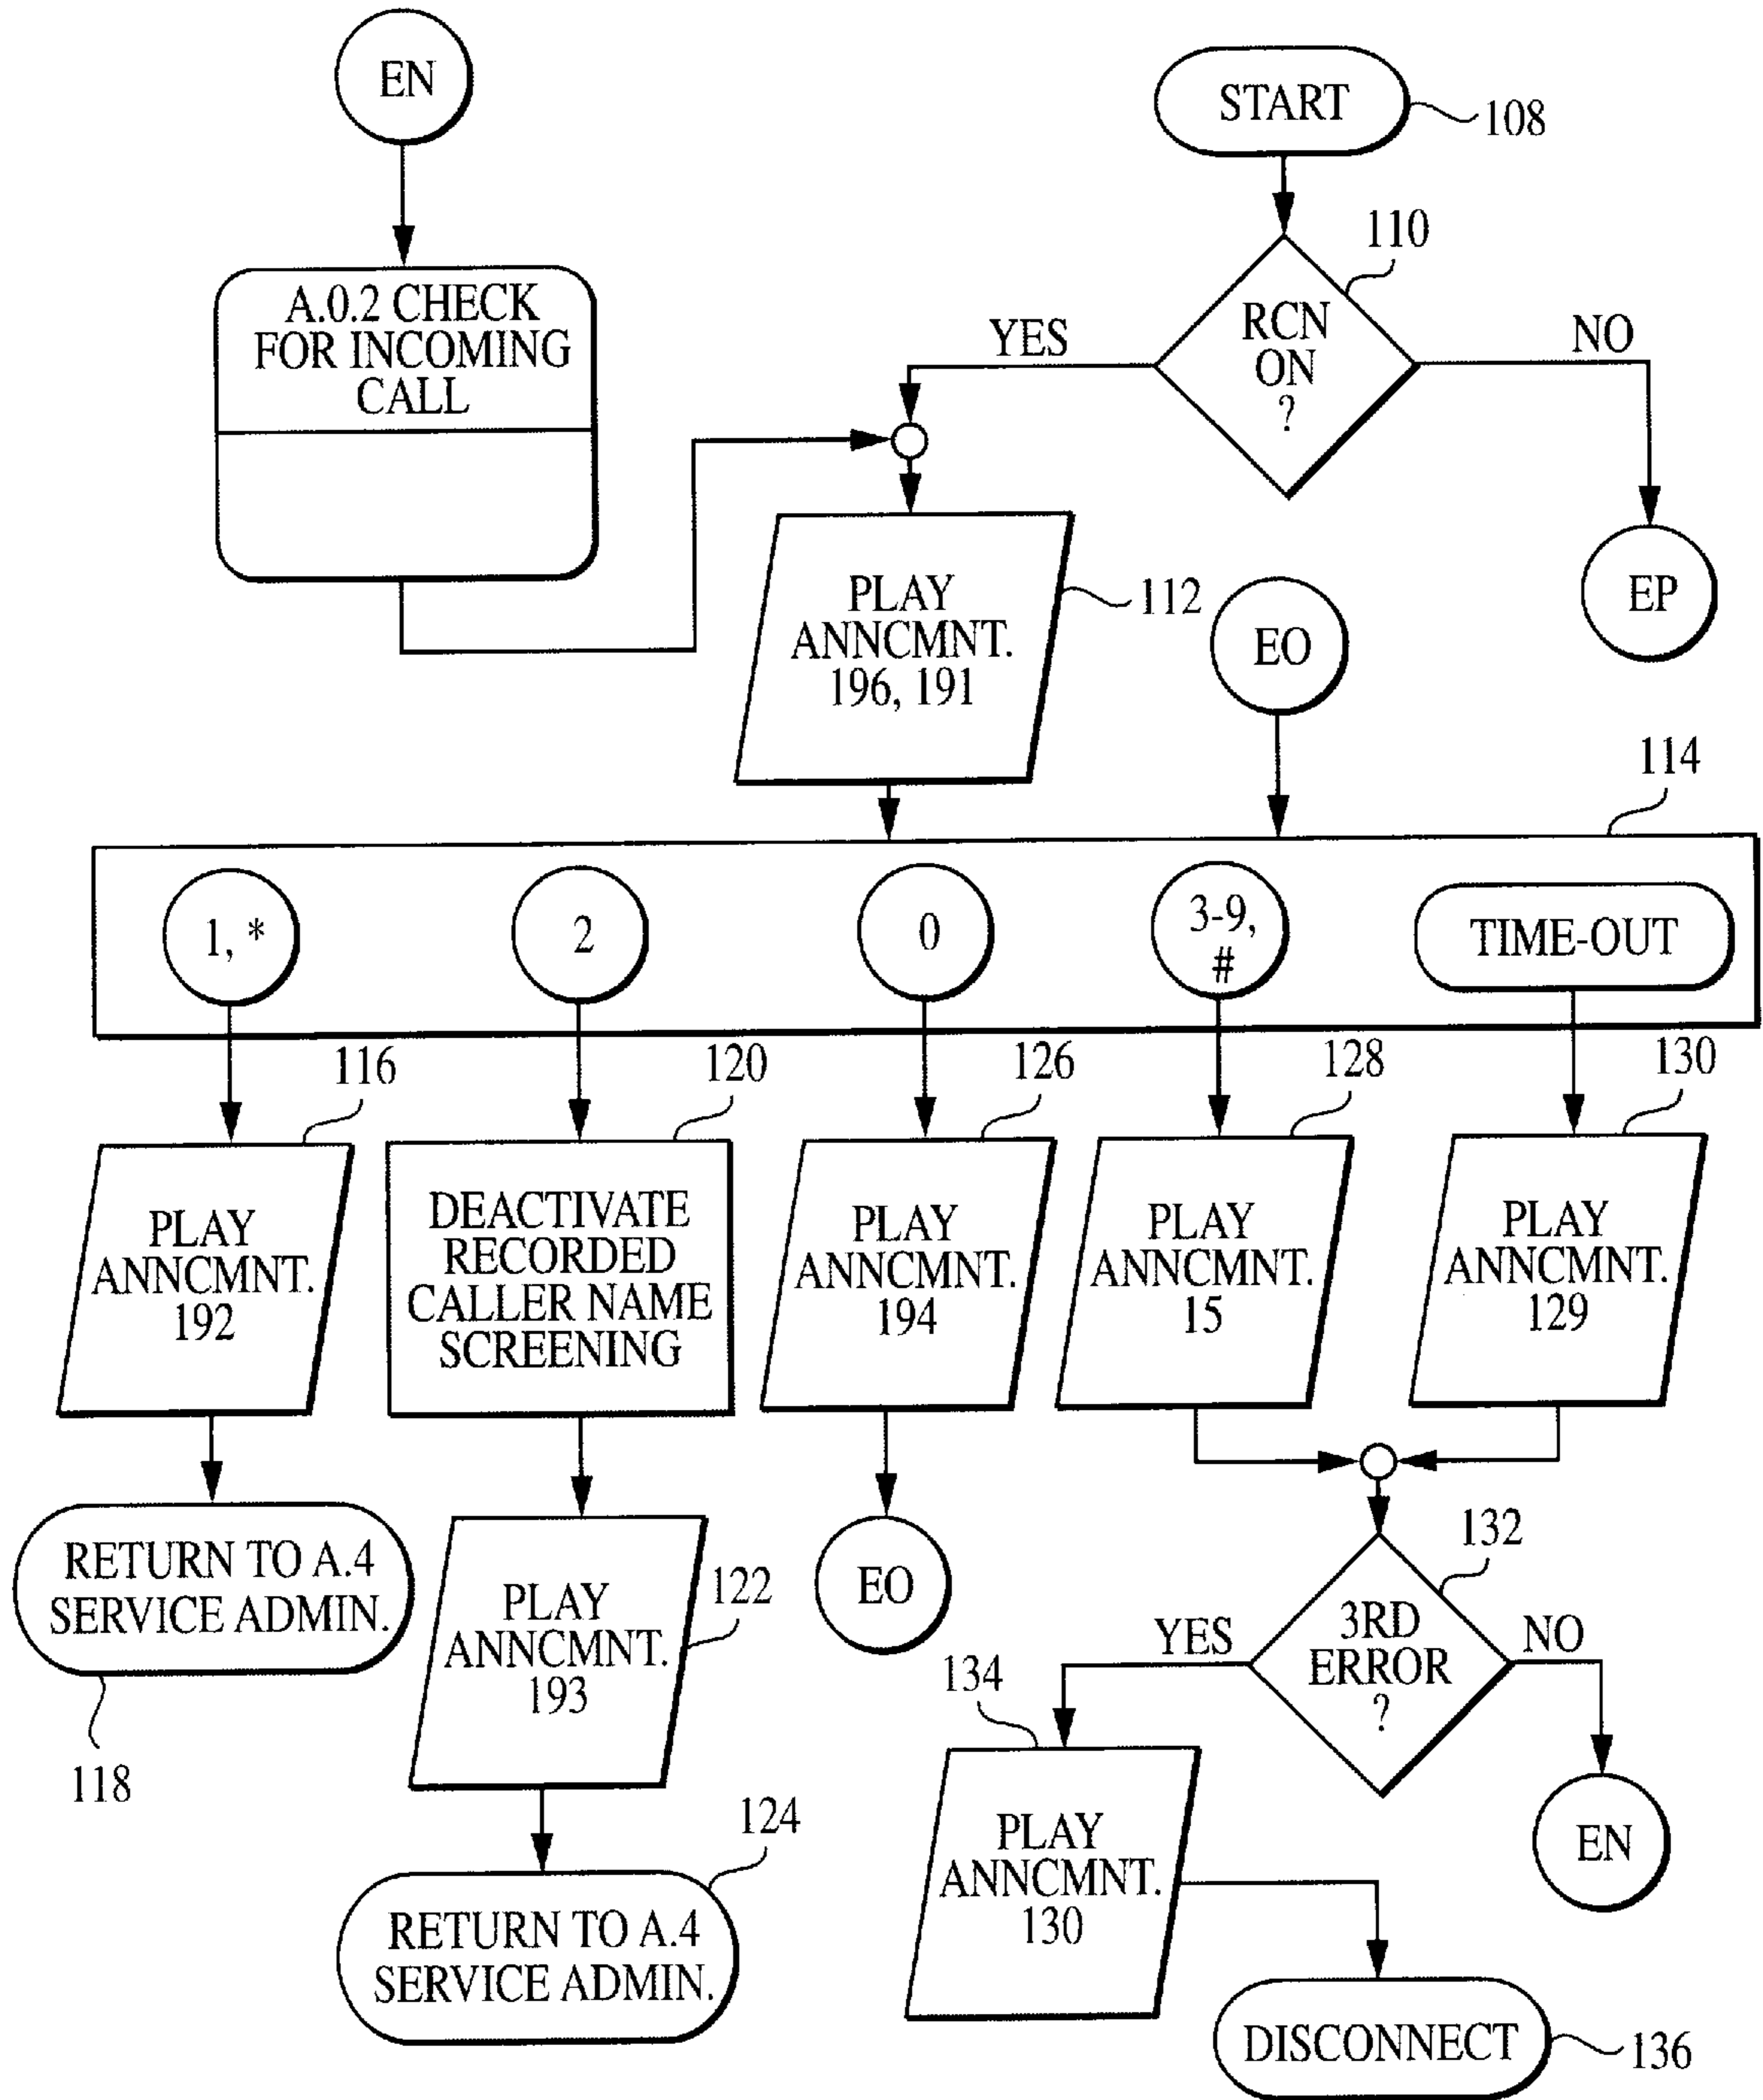 EN
START
108
A.0.2 CHECK
FOR INCOMING
CALL
110
RCN
ON
?
YES
NO
PLAY
ANNCMNT.
196, 191
112
EO
EP
114
1, *
2
0
3-9,
#
TIME-OUT
116
120
126
128
130
PLAY
ANNCMNT.
192
DEACTIVATE
RECORDED
CALLER NAME
SCREENING
PLAY
ANNCMNT.
194
PLAY
ANNCMNT.
15
PLAY
ANNCMNT.
129
RETURN TO A.4
SERVICE ADMIN.
118
PLAY
ANNCMNT.
193
122
EO
132
3RD
ERROR
?
YES
NO
134
PLAY
ANNCMNT.
130
EN
124
RETURN TO A.4
SERVICE ADMIN.
DISCONNECT
136